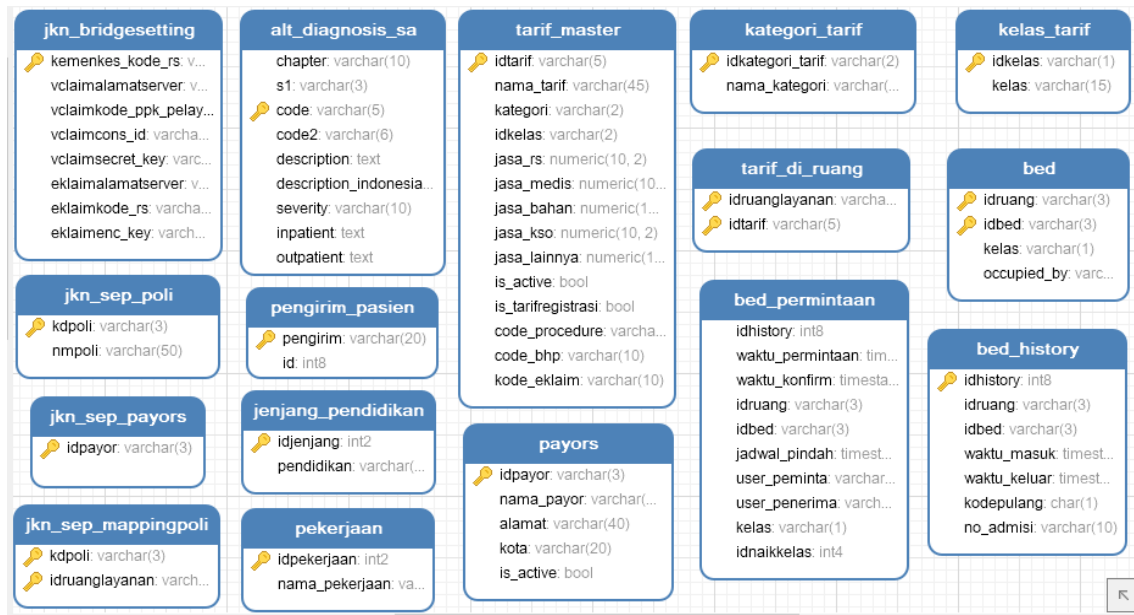 jkn_bridgesetting
kemenkes_kode_rs: v...
vclaimalamatserver: v...
vclaimkode_ppk_pelay...
vclaimcons_id: varcha...
vclaimsecret_key: varc...
eklaimalamatserver: v...
eklaimkode_rs: varcha...
eklaimenc_key: varch...
jkn_sep_poli
kdpoli: varchar(3)
nmpoli: varchar(50)
jkn_sep_payors
idpayor: varchar(3)
jkn_sep_mappingpoli
kdpoli: varchar(3)
idruanglayanan: varch...
alt_diagnosis_sa
chapter: varchar(10)
s1: varchar(3)
code: varchar(5)
code2: varchar(6)
description: text
description_indonesia...
severity: varchar(10)
inpatient: text
outpatient: text
pengirim_pasien
pengirim: varchar(20)
id: int8
jenjang_pendidikan
idjenjang: int2
pendidikan: varchar(...
pekerjaan
idpekerjaan: int2
nama_pekerjaan: va...
tarif_master
idtarif: varchar(5)
nama_tarif: varchar(45)
kategori: varchar(2)
idkelas: varchar(2)
jasa_rs: numeric(10, 2)
jasa_medis: numeric(10...
jasa_bahan: numeric(1...
jasa_kso: numeric(10, 2)
jasa_lainnya: numeric(1...
is_active: bool
is_tarifregistrasi: bool
code_procedure: varcha...
code_bhp: varchar(10)
kode_eklaim: varchar(10)
payors
idpayor: varchar(3)
nama_payor: varchar(...
alamat: varchar(40)
kota: varchar(20)
is_active: bool
kategori_tarif
idkategori_tarif: varchar(2)
nama_kategori: varchar(...
tarif_di_ruang
idruanglayanan: varcha...
idtarif: varchar(5)
bed_permintaan
idhistory: int8
waktu_permintaan: tim...
waktu_konfirm: timesta...
idruang: varchar(3)
idbed: varchar(3)
jadwal_pindah: timest...
user_peminta: varchar...
user_penerima: varch...
kelas: varchar(1)
idnaikkelas: int4
kelas_tarif
idkelas: varchar(1)
kelas: varchar(15)
bed
idruang: varchar(3)
idbed: varchar(3)
kelas: varchar(1)
occupied_by: varc...
bed_history
idhistory: int8
idruang: varchar(3)
idbed: varchar(3)
waktu_masuk: timest...
waktu_keluar: timest...
kodepulang: char(1)
no_admisi: varchar(10)